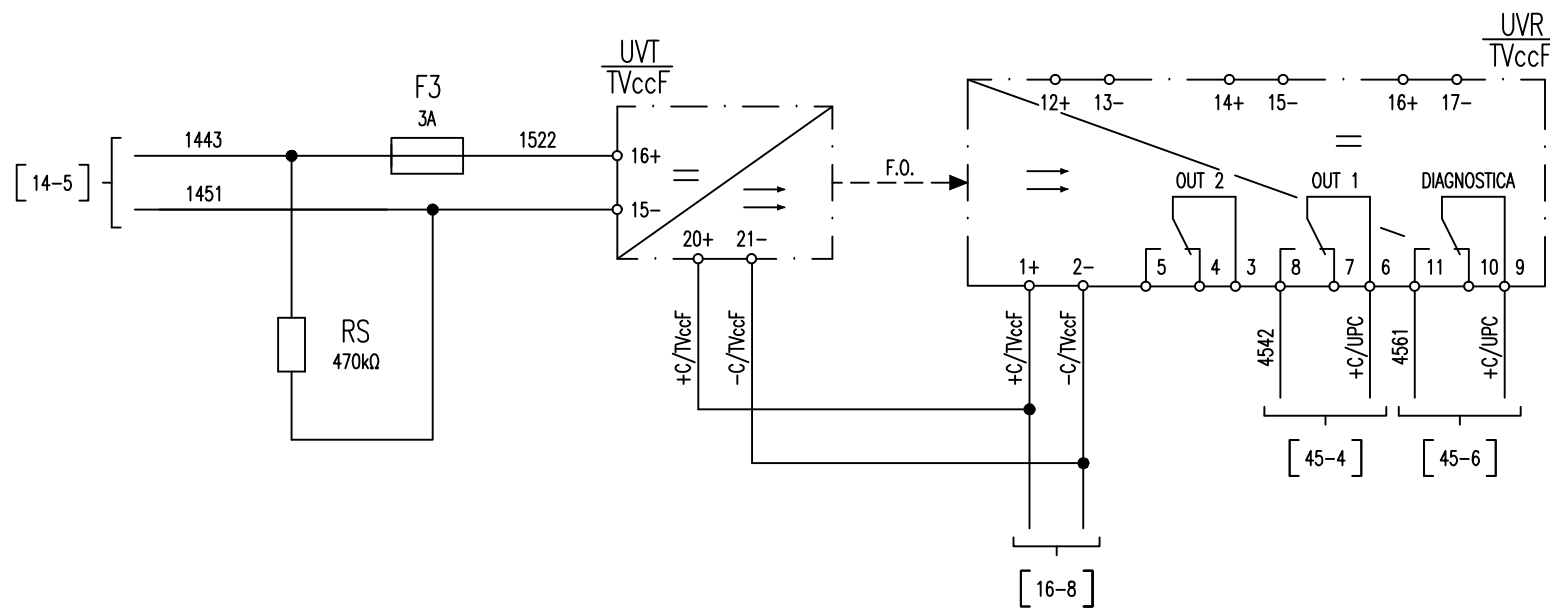 UVT
TVccF
UVR
TVccF
F3
3A
1443
1522
[14-5]
1451
16+
15-
20+
21-
F.O.
12+ 13- 14+ 15- 16+ 17-
OUT 2
OUT 1
DIAGNOSTICA
1+ 2- 5 4 3 8 7 6 11 10 9
RS
470kΩ
+C/TVccF
-C/TVccF
+C/TVccF
-C/TVccF
4542
+C/UPC
4561
+C/UPC
[45-4]
[45-6]
[16-8]